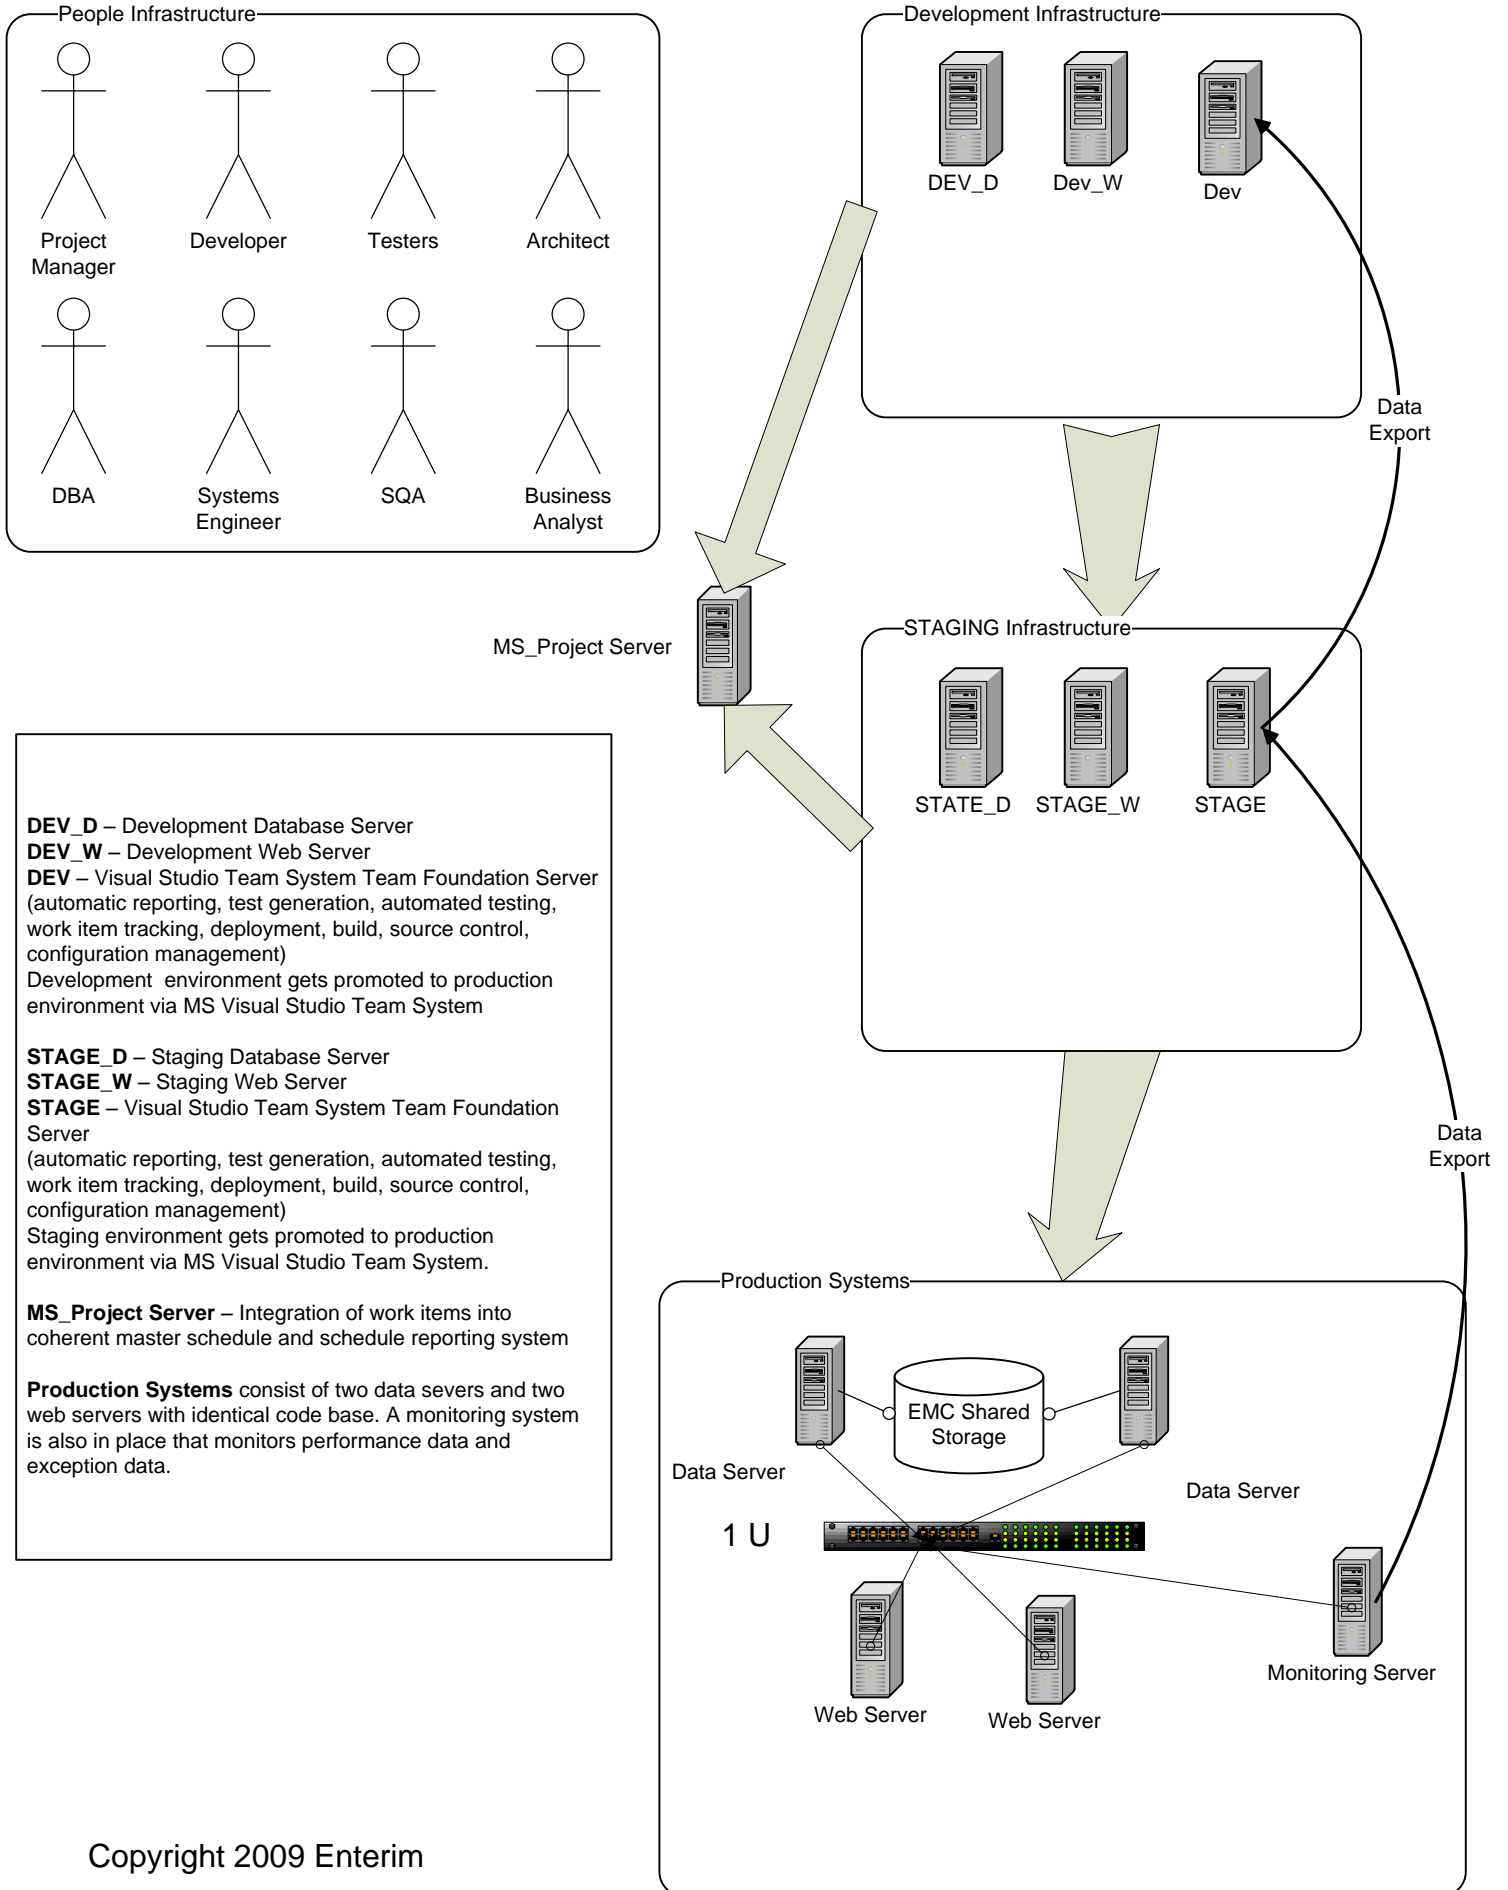 People Infrastructure
Project
Manager
Developer
Testers
Architect
DBA
Systems
Engineer
SQA
Business
Analyst
Development Infrastructure
DEV_D
Dev_W
Dev
Data
Export
MS_Project Server
STAGING Infrastructure
STATE_D
STAGE_W
STAGE
Data
Export
DEV_D – Development Database Server
DEV_W – Development Web Server
DEV – Visual Studio Team System Team Foundation Server
(automatic reporting, test generation, automated testing,
work item tracking, deployment, build, source control,
configuration management)
Development  environment gets promoted to production
environment via MS Visual Studio Team System
STAGE_D – Staging Database Server
STAGE_W – Staging Web Server
STAGE – Visual Studio Team System Team Foundation
Server
(automatic reporting, test generation, automated testing,
work item tracking, deployment, build, source control,
configuration management)
Staging environment gets promoted to production
environment via MS Visual Studio Team System.
MS_Project Server – Integration of work items into
coherent master schedule and schedule reporting system
Production Systems consist of two data severs and two
web servers with identical code base. A monitoring system
is also in place that monitors performance data and
exception data.
Production Systems
EMC Shared
Storage
Data Server
Data Server
1 U
Web Server
Web Server
Monitoring Server
Copyright 2009 Enterim